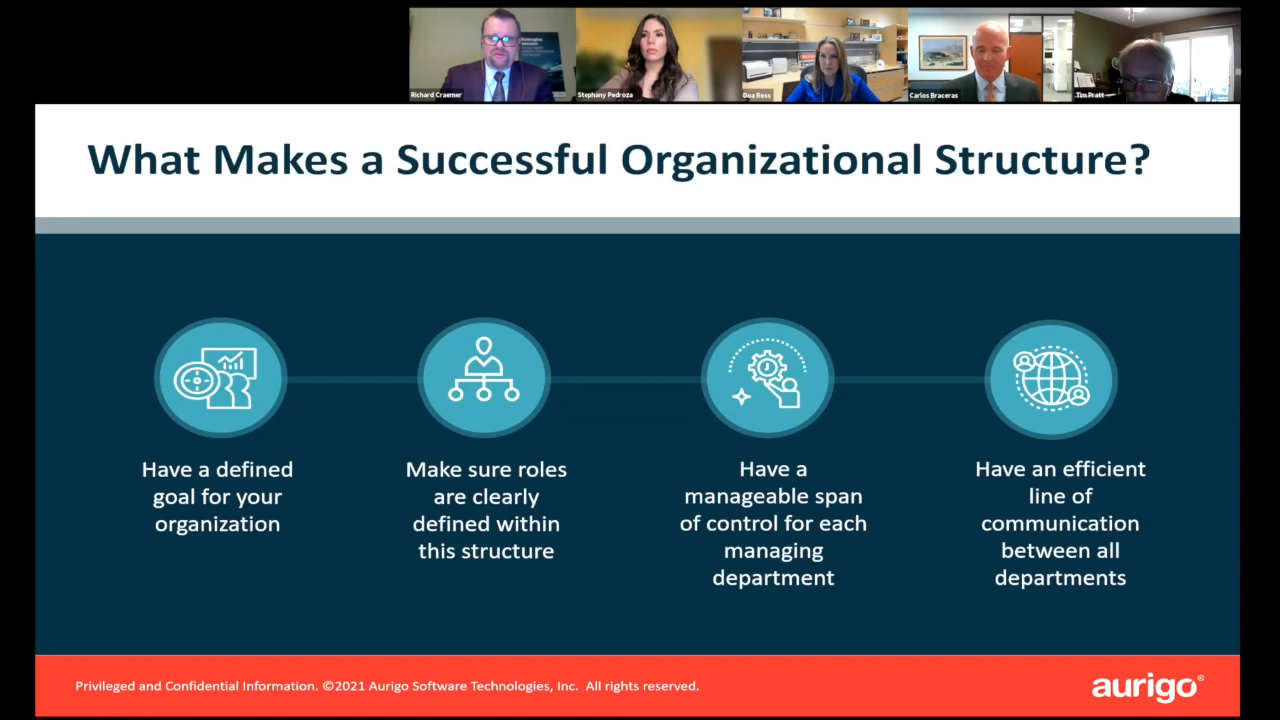 Richard Craemer
Stephany Pedroza
Dea Ross
Carlos Braceras
Tim Pratt
What Makes a Successful Organizational Structure?
Have a defined
goal for your
organization
Make sure roles
are clearly
defined within
this structure
Have a
manageable span
of control for each
managing
department
Have an efficient
line of
communication
between all
departments
Privileged and Confidential Information. ©2021 Aurigo Software Technologies, Inc. All rights reserved.
aurigo®